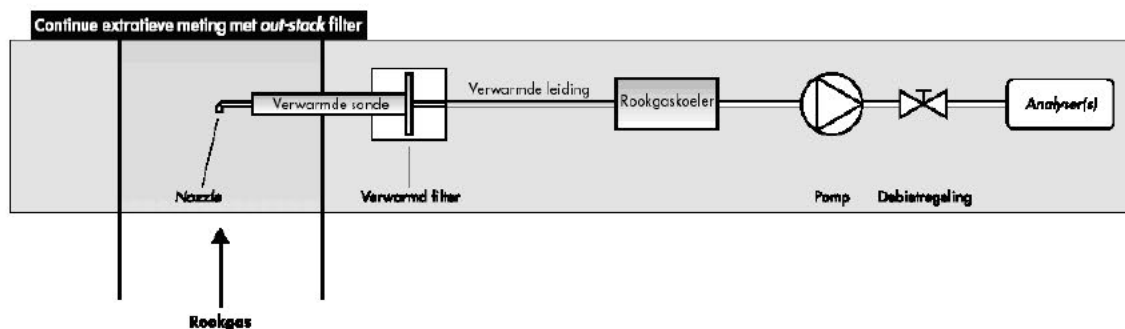 Continue extratieve meting met out-stack filter
Verwarmde sonde
Verwarmde leiding
Rookgaskoeler
Analyser(s)
Nozzle
Verwarmd filter
Pomp
Debietregeling
Rookgas